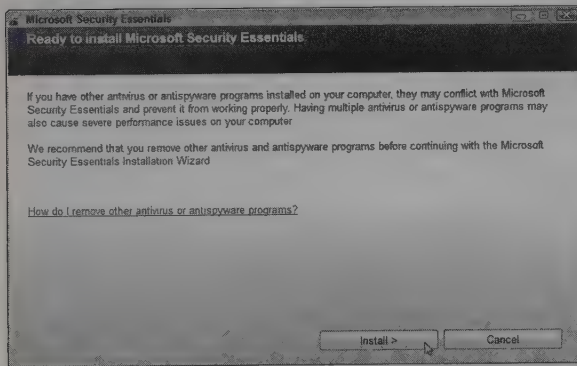 Microsoft Security Essentials
Ready to install Microsoft Security Essentials
If you have other antivirus or antispyware programs installed on your computer, they may conflict with Microsoft
Security Essentials and prevent it from working properly. Having multiple antivirus or antispyware programs may
also cause severe performance issues on your computer
We recommend that you remove other antivirus and antispyware programs before continuing with the Microsoft
Security Essentials Installation Wizard
How do I remove other antivirus or antispyware programs?
Install >
Cancel